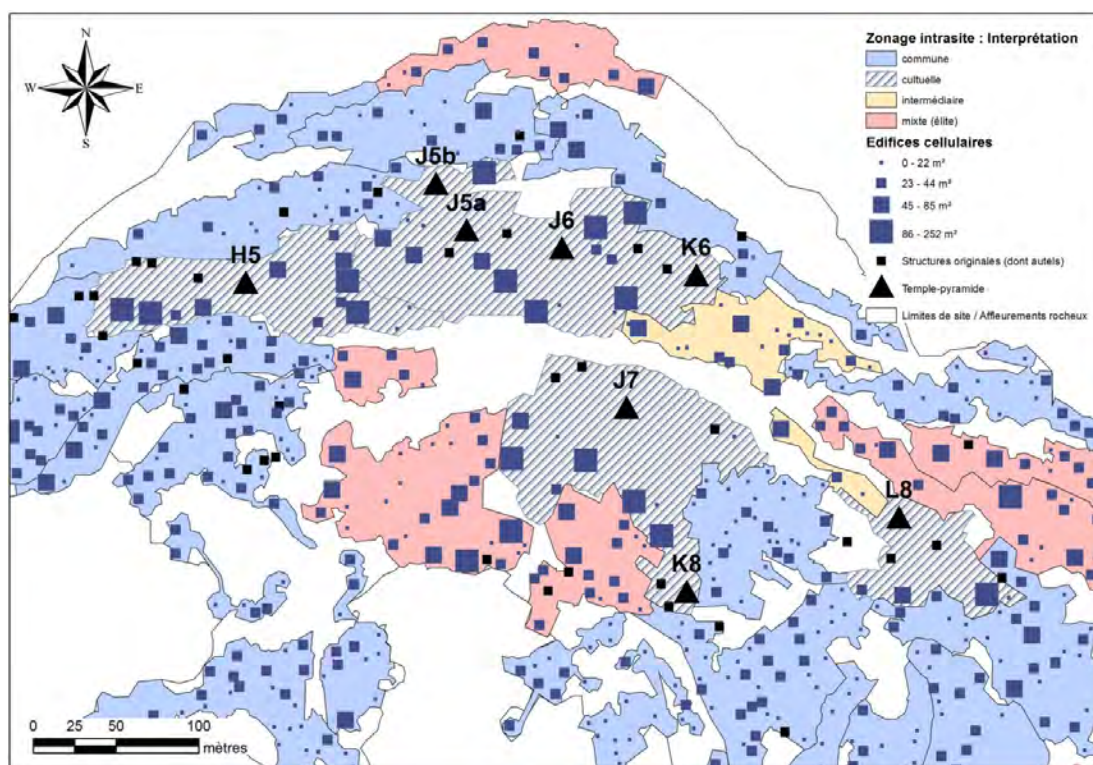 N
W E
S
Zonage intrasite : Interprétation
commune
cultuelle
intermédiaire
mixte (élite)
Edifices cellulaires
0 - 22 m²
23 - 44 m²
45 - 85 m²
86 - 252 m²
Structures originales (dont autels)
Temple-pyramide
Limites de site / Affleurements rocheux
J5b
J5a
J6
H5
K6
J7
L8
K8
0 25 50 100
mètres